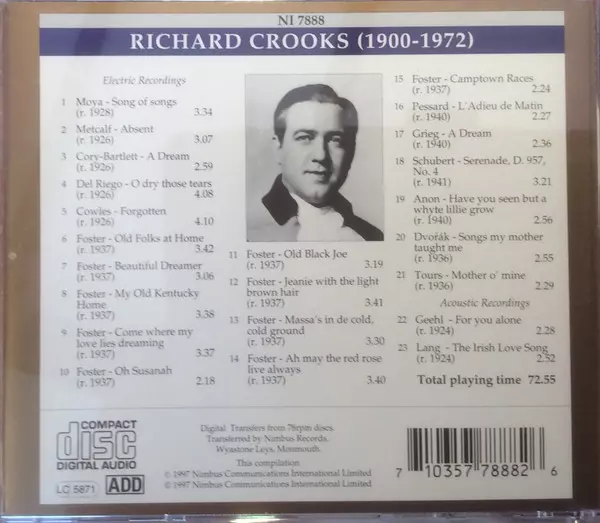 NI 7888
RICHARD CROOKS (1900-1972)
Electric Recordings
1 Moya - Song of songs
(r. 1928) 3.34
2 Metcalf - Absent
(r. 1926) 3.07
3 Cory-Bartlett - A Dream
(r. 1926) 2.59
4 Del Riego - O dry those tears
(r. 1926) 4.08
5 Cowles - Forgotten
(r. 1926) 4.10
6 Foster - Old Folks at Home
(r. 1937) 3.42
7 Foster - Beautiful Dreamer
(r. 1937) 3.06
8 Foster - My Old Kentucky
Home
(r. 1937) 3.38
9 Foster - Come where my
love lies dreaming
(r. 1937) 3.37
10 Foster - Oh Susanah
(r. 1937) 2.18
11 Foster - Old Black Joe
(r. 1937) 3.19
12 Foster - Jeanie with the light
brown hair
(r. 1937) 3.41
13 Foster - Massa's in de cold,
cold ground
(r. 1937) 3.30
14 Foster - Ah may the red rose
live always
(r. 1937) 3.40
15 Foster - Camptown Races
(r. 1937) 2.24
16 Pessard - L'Adieu de Matin
(r. 1940) 2.27
17 Grieg - A Dream
(r. 1940) 2.36
18 Schubert - Serenade, D. 957,
No. 4
(r. 1941) 3.21
19 Anon - Have you seen but a
whyte lillie grow
(r. 1940) 2.56
20 Dvořák - Songs my mother
taught me
(r. 1936) 2.55
21 Tours - Mother o' mine
(r. 1936) 2.29
Acoustic Recordings
22 Geehl - For you alone
(r. 1924) 2.28
23 Lang - The Irish Love Song
(r. 1924) 2.52
Total playing time 72.55
COMPACT
disc
DIGITAL AUDIO
LC 5871
ADD
Digital Transfers from 78rpm discs.
Transferred by Nimbus Records,
Wyastone Leys, Monmouth.
This compilation
℗ 1997 Nimbus Communications International Limited
© 1997 Nimbus Communications International Limited
7 10357 78882 6